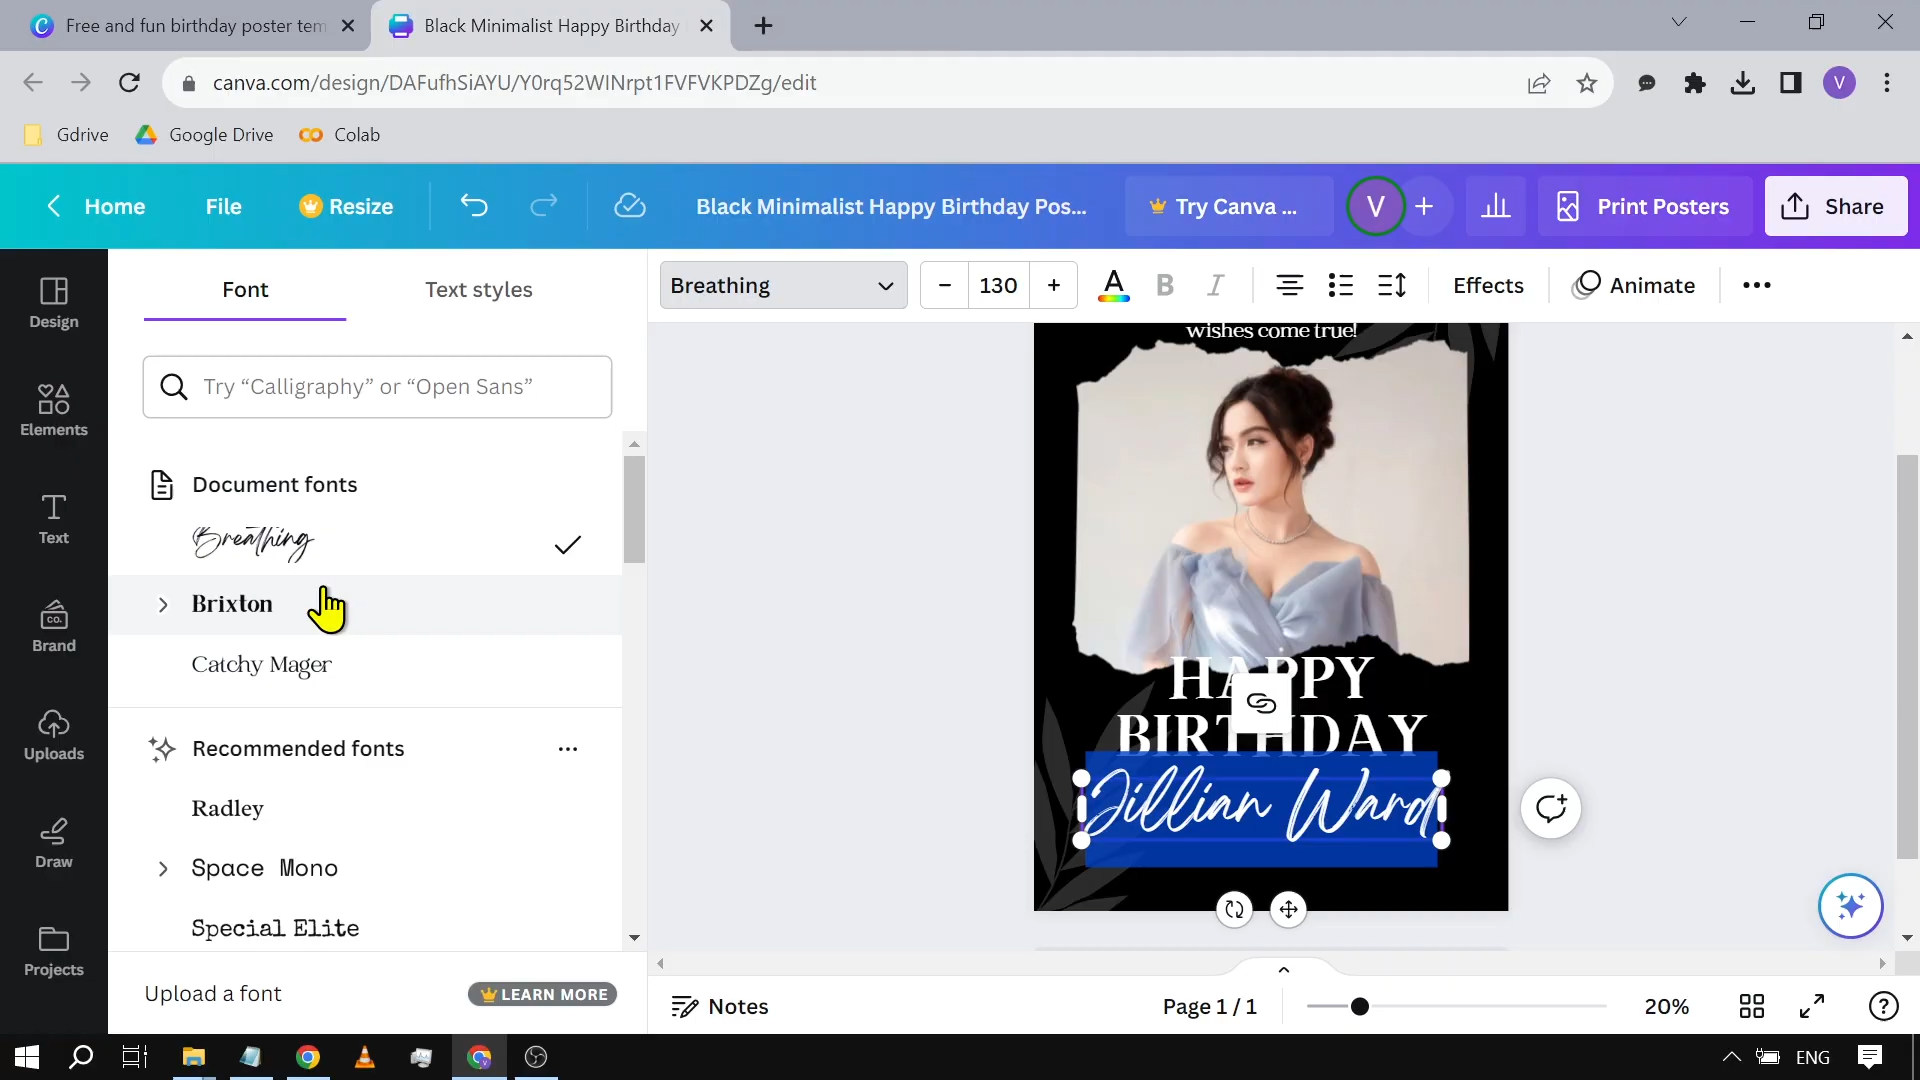 Free and fun birthday poster tem
Black Minimalist Happy Birthday
canva.com/design/DAFufhSiAYU/Y0rq52WINrpt1FVFVKPDZg/edit
V
Gdrive
Google Drive
Colab
Home
File
Resize
Black Minimalist Happy Birthday Pos...
Try Canva ...
V
Print Posters
Share
Font
Text styles
Breathing
130
B
I
Effects
Animate
Design
Elements
Text
co.
Brand
Uploads
Draw
Projects
Try “Calligraphy” or “Open Sans”
Document fonts
Breathing
Brixton
Catchy Mager
Recommended fonts
Radley
Space Mono
Special Elite
Upload a font
LEARN MORE
wishes come true!
HAPPY
BIRTHDAY
Jillian Ward
Notes
Page 1 / 1
20%
ENG